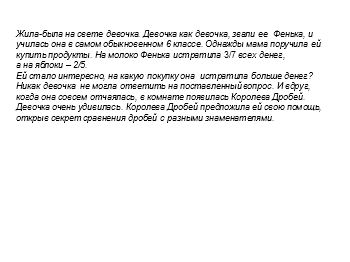 Жила-была на свете девочка. Девочка как девочка, звали ее Фенька, и
училась она в самом обыкновенном 6 классе. Однажды мама поручила ей
купить продукты. На молоко Фенька истратила 3/7 всех денег,
а на яблоки – 2/5.
Ей стало интересно, на какую покупку она истратила больше денег?
Никак девочка не могла ответить на поставленный вопрос. И вдруг,
когда она совсем отчаялась, в комнате появилась Королева Дробей.
Девочка очень удивилась. Королева Дробей предложила ей свою помощь,
открыв секрет сравнения дробей с разными знаменателями.